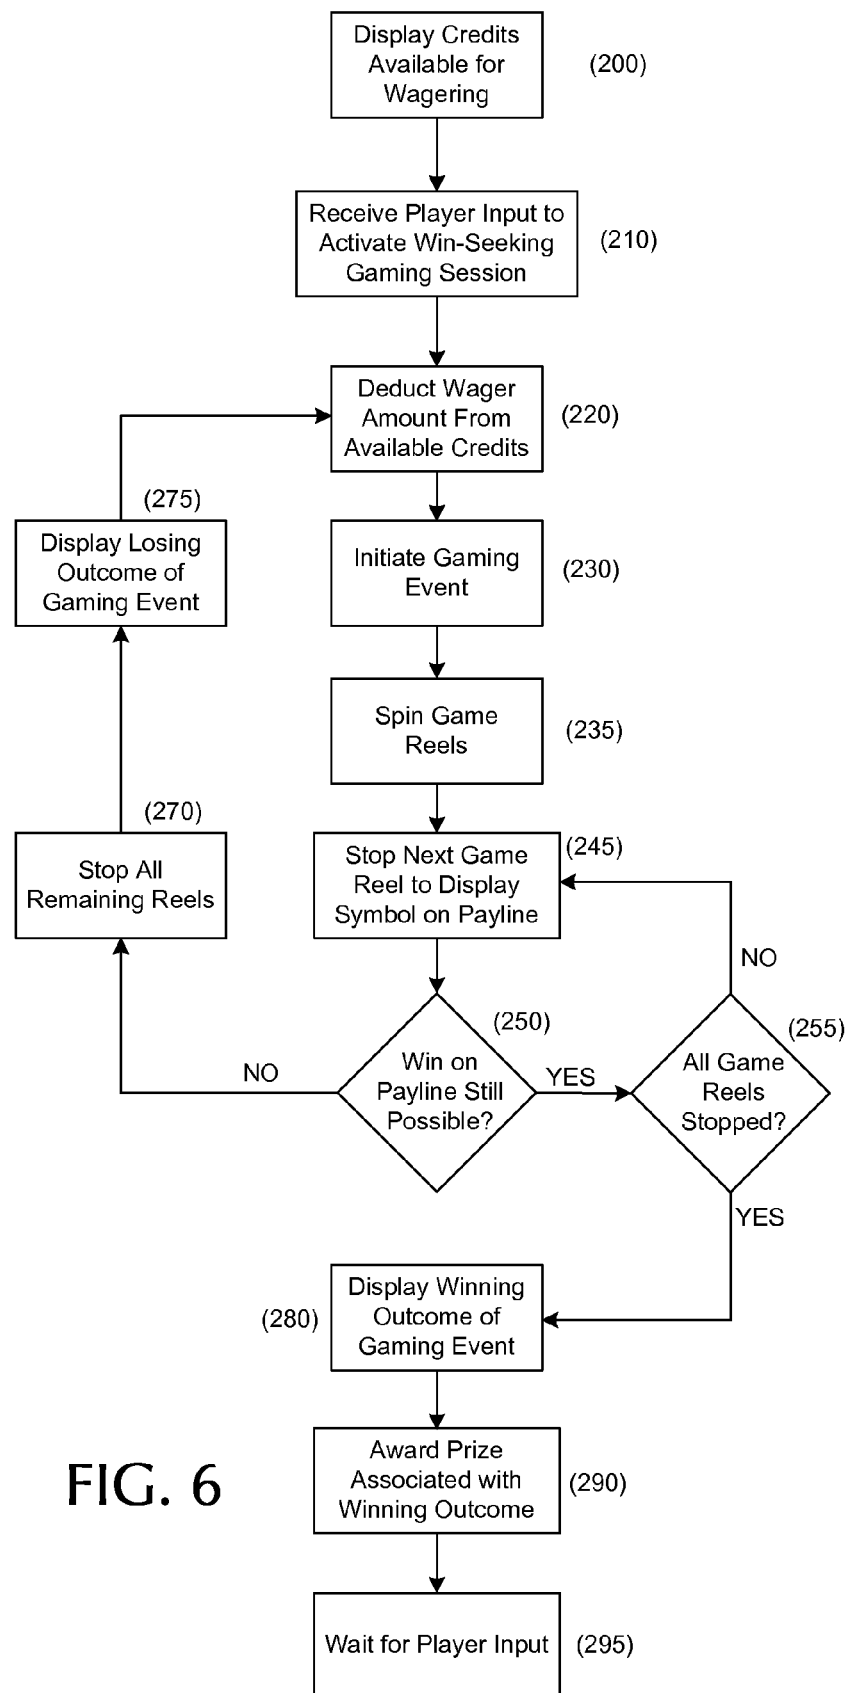 Display Credits
Available for
Wagering
(200)
Receive Player Input to
Activate Win-Seeking
Gaming Session
(210)
Deduct Wager
Amount From
Available Credits
(220)
(275)
Display Losing
Outcome of
Gaming Event
Initiate Gaming
Event
(230)
Spin Game
Reels
(235)
(270)
Stop All
Remaining Reels
Stop Next Game
Reel to Display
Symbol on Payline
(245)
NO
(250)
(255)
Win on
Payline Still
Possible?
NO
YES
All Game
Reels
Stopped?
YES
Display Winning
Outcome of
Gaming Event
(280)
Award Prize
Associated with
Winning Outcome
(290)
FIG. 6
Wait for Player Input
(295)